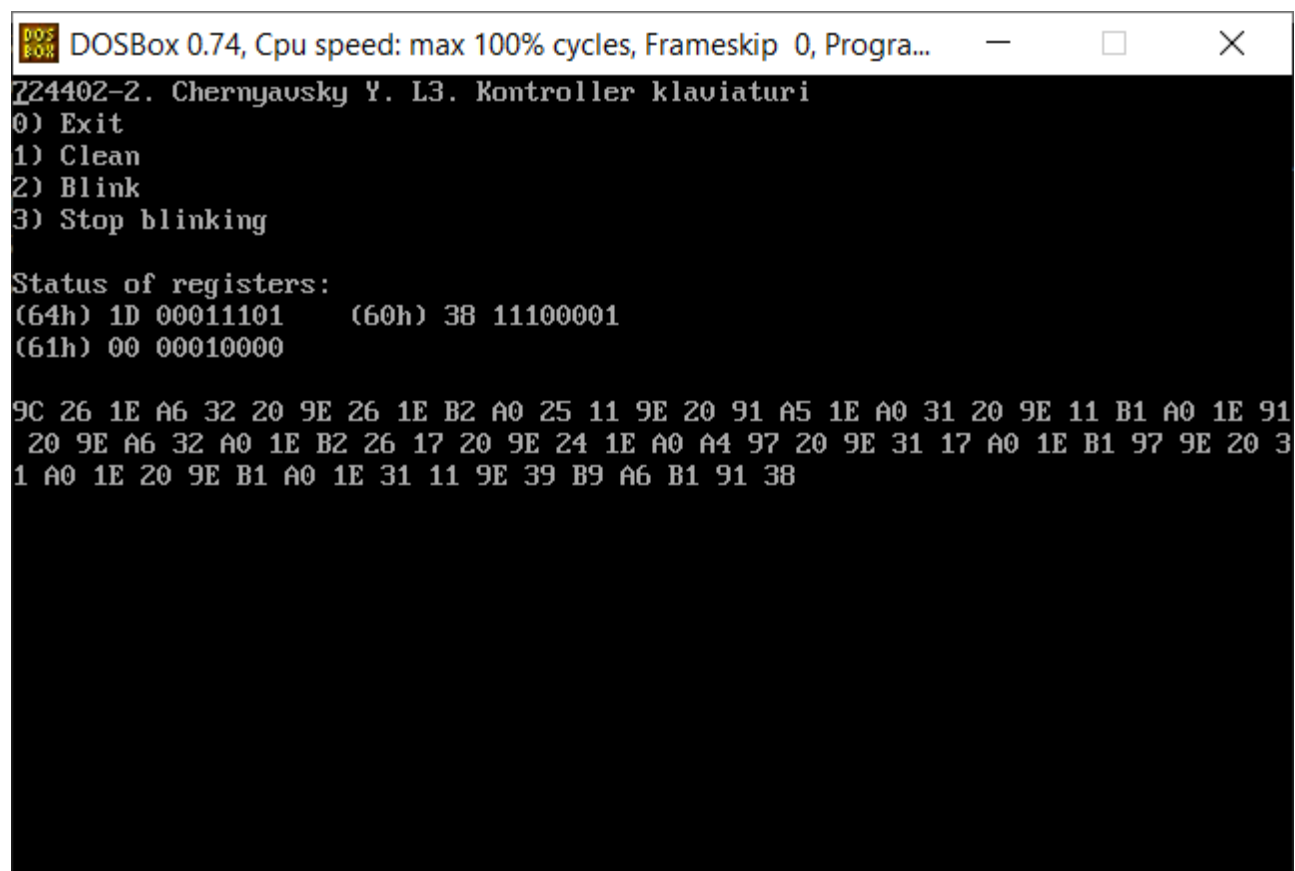 DOSBox 0.74, Cpu speed: max 100% cycles, Frameskip 0, Progra...
724402-2. Chernyavsky Y. L3. Kontroller klaviaturi
0) Exit
1) Clean
2) Blink
3) Stop blinking
Status of registers:
(64h) 1D 00011101 (60h) 38 11100001
(61h) 00 00010000
9C 26 1E A6 32 20 9E 26 1E B2 A0 25 11 9E 20 91 A5 1E A0 31 20 9E 11 B1 A0 1E 91
20 9E A6 32 A0 1E B2 26 17 20 9E 24 1E A0 A4 97 20 9E 31 17 A0 1E B1 97 9E 20 3
1 A0 1E 20 9E B1 A0 1E 31 11 9E 39 B9 A6 B1 91 38